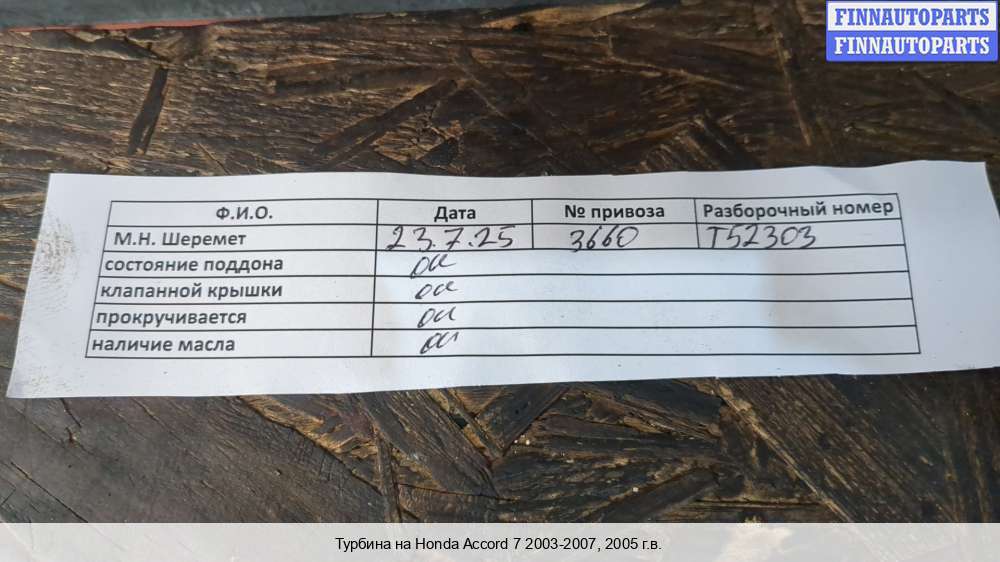 FINNAUTOPARTS
FINNAUTOPARTS
Ф.И.О. Дата № привоза Разборочный номер
М.Н. Шеремет 23.7.25 3660 T52303
состояние поддона ок
клапанной крышки ок
прокручивается ок
наличие масла ок
Турбина на Honda Accord 7 2003-2007, 2005 г.в.